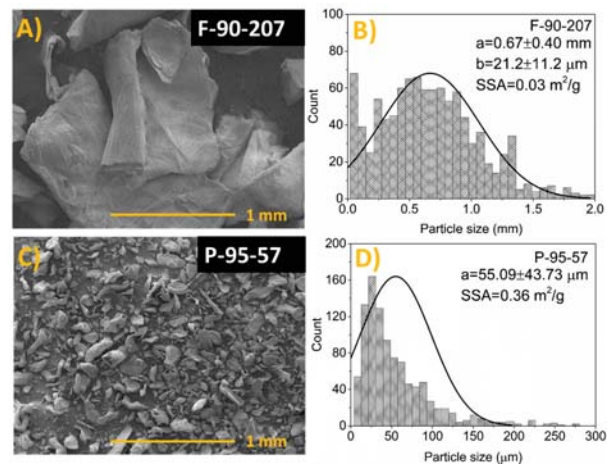 A)
F-90-207
1 mm
B)
F-90-207
a=0.67±0.40 mm
b=21.2±11.2 μm
SSA=0.03 m²/g
100
80
60
40
20
0
Count
0.0 0.5 1.0 1.5 2.0
Particle size (mm)
C)
P-95-57
1 mm
D)
P-95-57
a=55.09±43.73 μm
SSA=0.36 m²/g
200
160
120
80
40
0
Count
0 50 100 150 200 250 300
Particle size (μm)